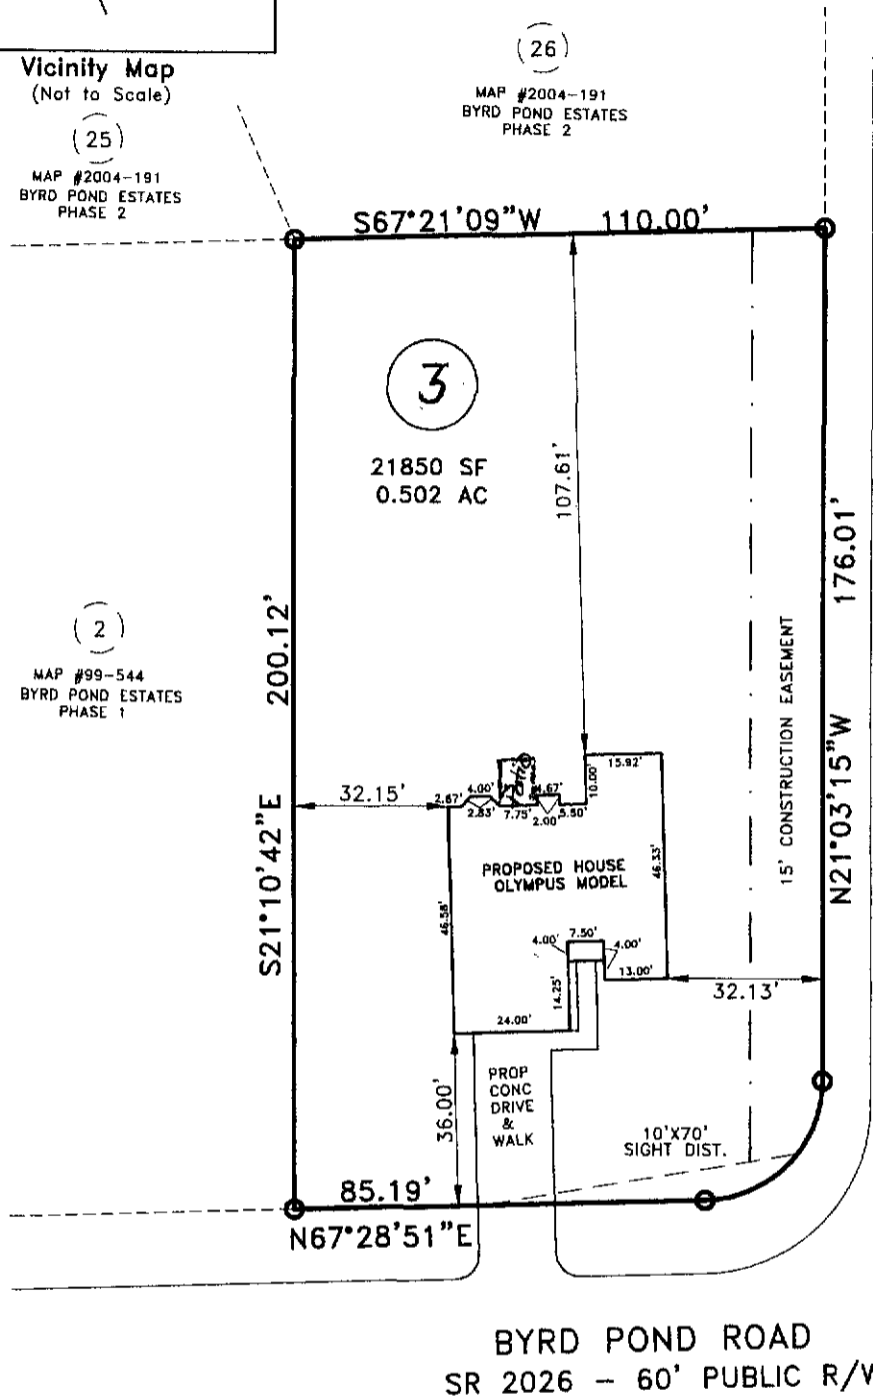 Vicinity Map
(Not to Scale)
25
MAP #2004-191
BYRD POND ESTATES
PHASE 2
26
MAP #2004-191
BYRD POND ESTATES
PHASE 2
S67°21'09"W 110.00'
3
21850 SF
0.502 AC
107.61'
176.01'
N21°03'15"W
15' CONSTRUCTION EASEMENT
200.12'
S21°10'42"E
2
MAP #99-544
BYRD POND ESTATES
PHASE 1
32.15'
2.67'
4.00'
2.83'
7.75'
4.67'
2.00'
5.50'
10.00'
15.92'
PROPOSED HOUSE
OLYMPUS MODEL
46.58'
46.33'
4.00'
7.50'
4.00'
13.00'
14.25'
24.00'
32.13'
36.00'
PROP
CONC
DRIVE
&
WALK
10'X70'
SIGHT DIST.
85.19'
N67°28'51"E
BYRD POND ROAD
SR 2026 - 60' PUBLIC R/W